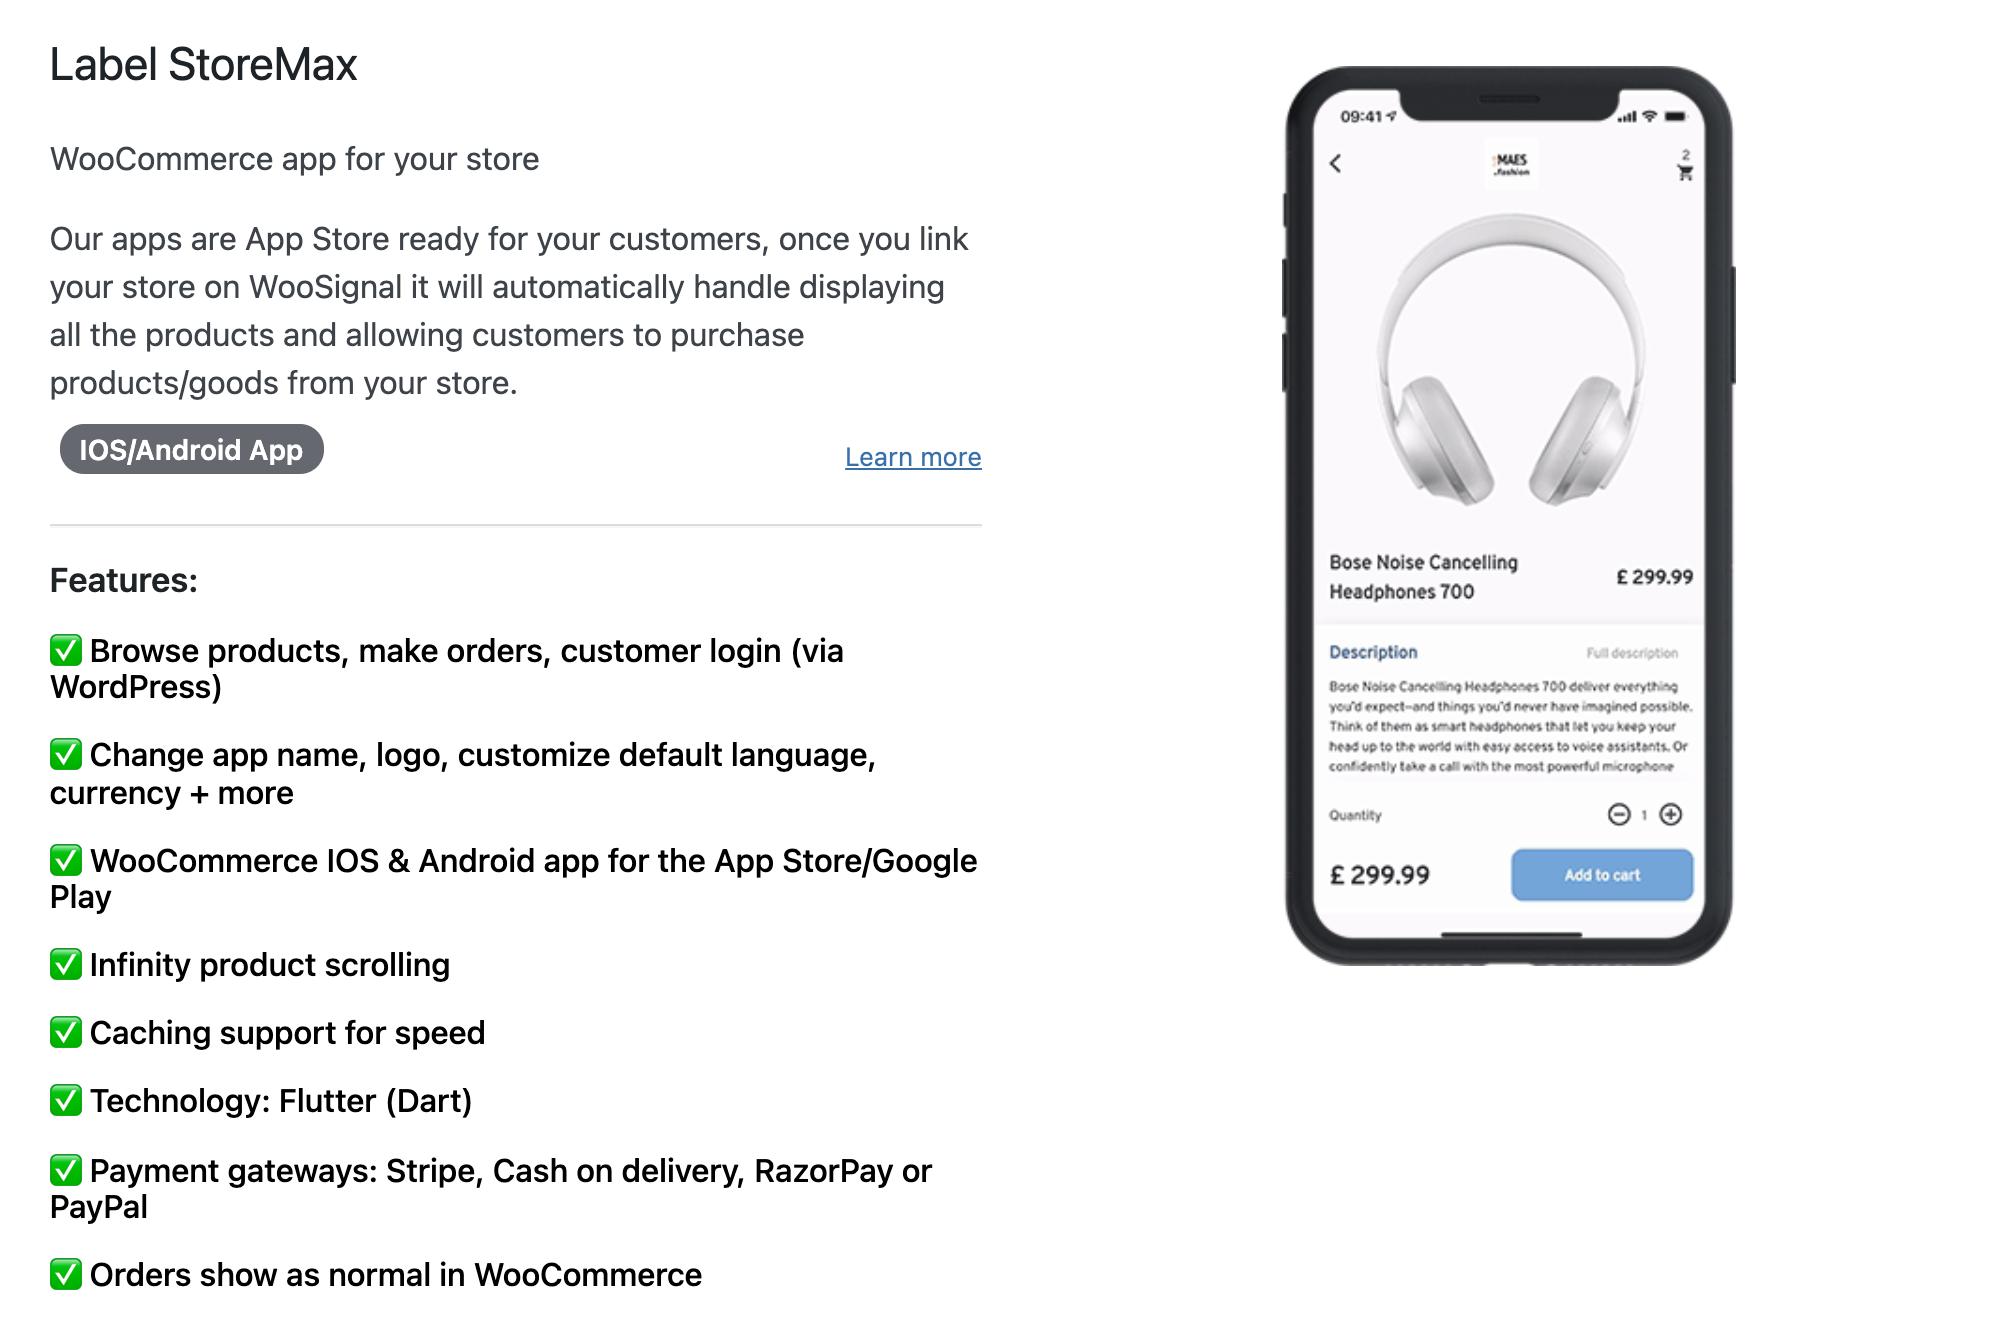 Label StoreMax
WooCommerce app for your store
Our apps are App Store ready for your customers, once you link
your store on WooSignal it will automatically handle displaying
all the products and allowing customers to purchase
products/goods from your store.
IOS/Android App
Learn more
Features:
✅ Browse products, make orders, customer login (via
WordPress)
✅ Change app name, logo, customize default language,
currency + more
✅ WooCommerce IOS & Android app for the App Store/Google
Play
✅ Infinity product scrolling
✅ Caching support for speed
✅ Technology: Flutter (Dart)
✅ Payment gateways: Stripe, Cash on delivery, RazorPay or
PayPal
✅ Orders show as normal in WooCommerce
09:41
MAES
.fashion
2
Bose Noise Cancelling
Headphones 700
£ 299.99
Description
Full description
Bose Noise Cancelling Headphones 700 deliver everything
you'd expect—and things you'd never have imagined possible.
Think of them as smart headphones that let you keep your
head up to the world with easy access to voice assistants. Or
confidently take a call with the most powerful microphone
Quantity
1
£ 299.99
Add to cart